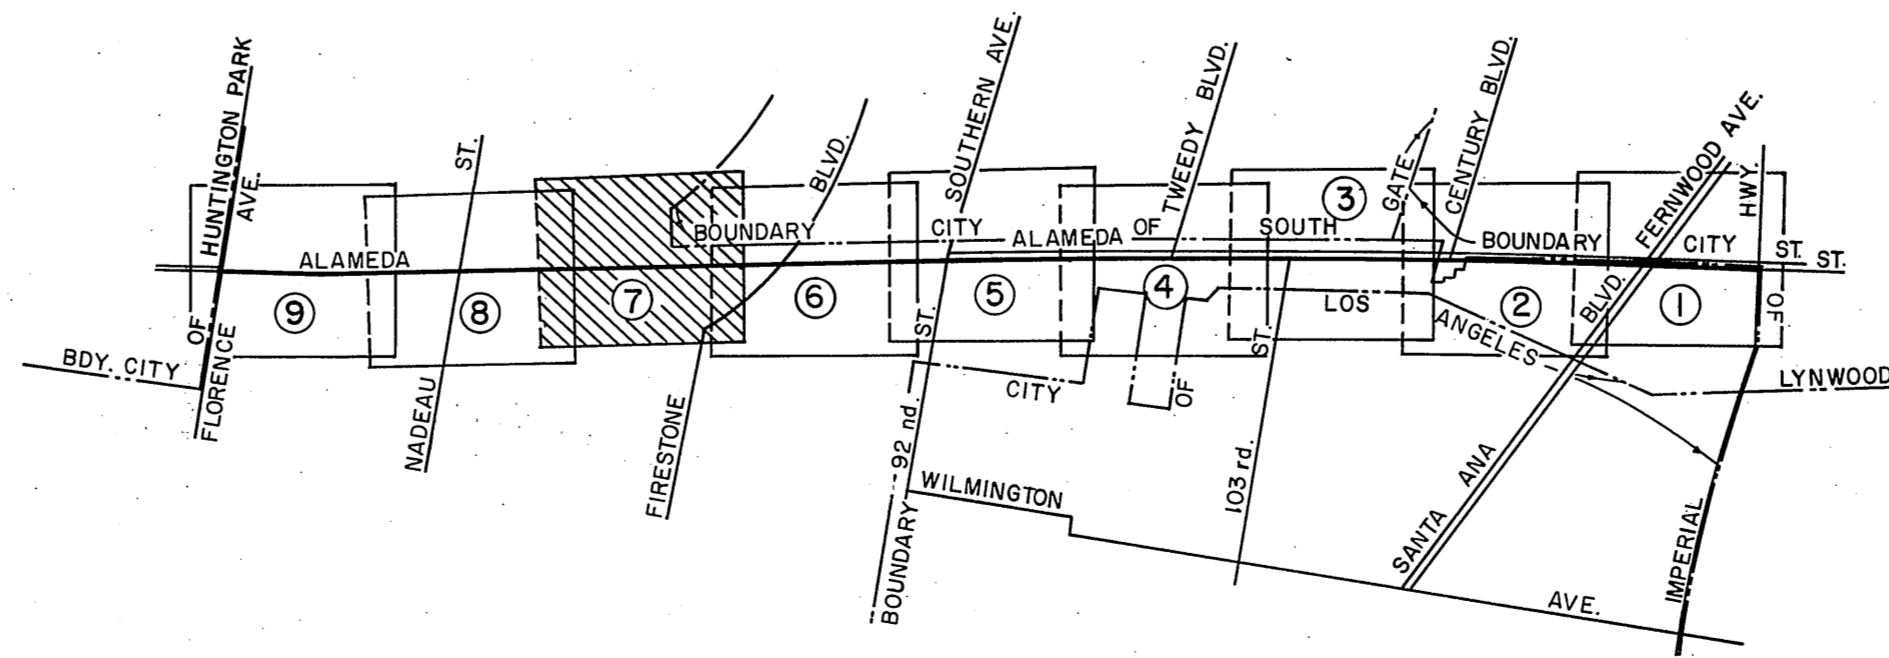 HUNTINGTON PARK
AVE.
OF
FLORENCE
BDY. CITY
ALAMEDA
ST.
NADEAU
BLVD.
FIRESTONE
BOUNDARY
CITY
SOUTHERN AVE.
ALAMEDA
OF
TWEEDY BLVD.
SOUTH
GATE
CENTURY BLVD.
BOUNDARY
FERNWOOD AVE.
CITY
HWY.
ST.
ST.
OF
9
8
7
6
5
4
3
2
1
LOS
ANGELES
BLVD.
LYNWOOD
ST.
CITY
OF
ST.
BOUNDARY
92 nd.
WILMINGTON
103 rd.
SANTA
ANA
AVE.
IMPERIAL